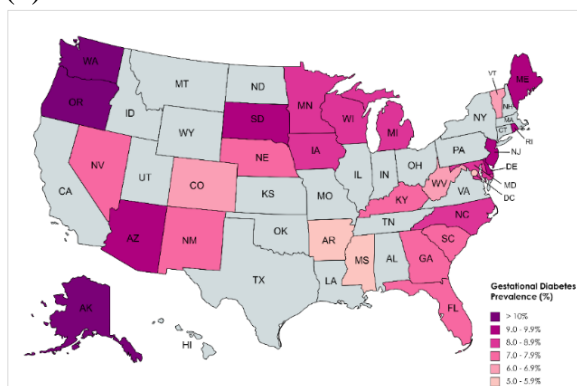 WA
OR
ID
MT
ND
MN
WI
MI
ME
VT
NH
NY
MA
CT
RI
SD
WY
IA
NE
PA
NJ
NV
UT
CO
KS
MO
IL
IN
OH
WV
VA
DE
MD
DC
CA
KY
NC
TN
AZ
NM
OK
AR
SC
TX
LA
MS
AL
GA
FL
AK
HI
Gestational Diabetes
Prevalence (%)
> 10%
9.0 - 9.9%
8.0 - 8.9%
7.0 - 7.9%
6.0 - 6.9%
5.0 - 5.9%